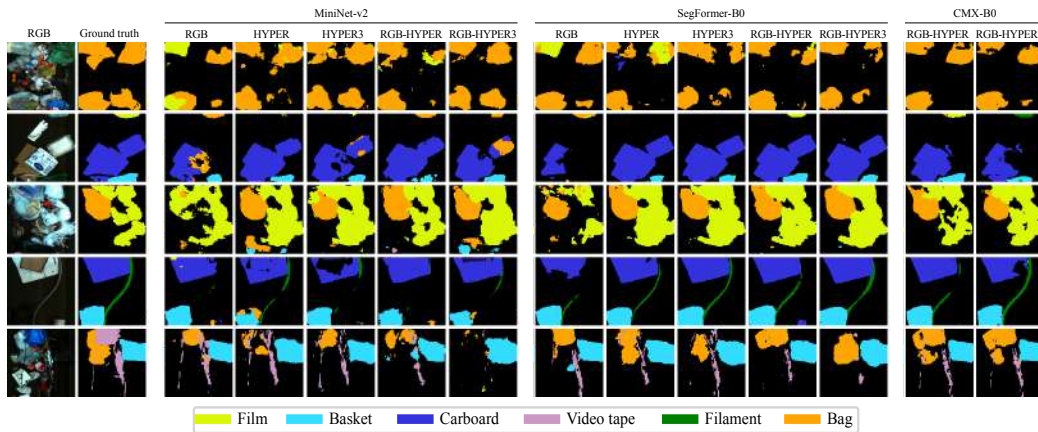 MiniNet-v2 SegFormer-B0 CMX-B0
RGB Ground truth RGB HYPER HYPER3 RGB-HYPER RGB-HYPER3 RGB HYPER HYPER3 RGB-HYPER RGB-HYPER3 RGB-HYPER RGB-HYPER3
Film Basket Carboard Video tape Filament Bag